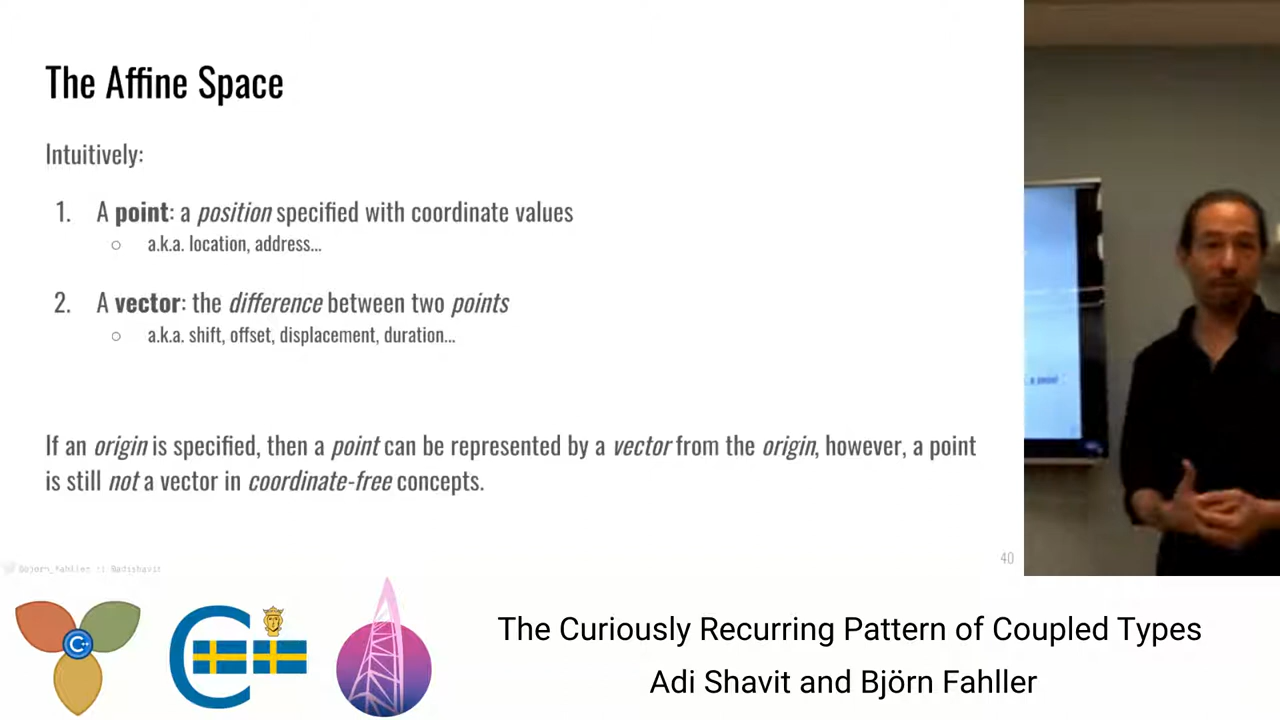 The Affine Space
Intuitively:
1. A point: a position specified with coordinate values
○ a.k.a. location, address...
2. A vector: the difference between two points
○ a.k.a. shift, offset, displacement, duration...
If an origin is specified, then a point can be represented by a vector from the origin, however, a point
is still not a vector in coordinate-free concepts.
40
@bjorn_fahller :: @adishavit
The Curiously Recurring Pattern of Coupled Types
Adi Shavit and Björn Fahller